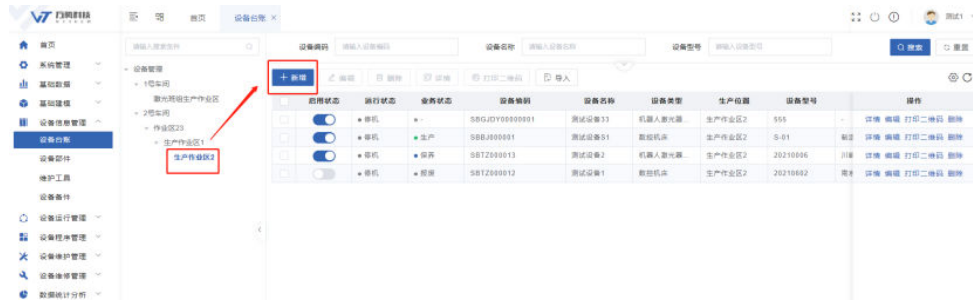 万腾科技
首页
设备台账 ×
测试1
首页
系统管理
基础数据
基础建模
设备信息管理
设备台账
设备部件
维护工具
设备备件
设备运行管理
设备程序管理
设备维护管理
设备维修管理
数据统计分析
请输入搜索条件
设备管理
1号车间
激光班组生产作业区
2号车间
作业区23
生产作业区1
生产作业区2
设备编码 请输入设备编码 设备名称 请输入设备名称 设备型号 请输入设备型号 搜索 重置
+ 新增 编辑 删除 详情 打印二维码 导入
启用状态 运行状态 业务状态 设备编码 设备名称 设备类型 生产位置 设备型号 操作
停机 - SBGJDY00000001 测试设备33 机器人激光器... 生产作业区2 555 - 详情 编辑 打印二维码 删除
停机 生产 SBBJ000001 测试设备51 数控机床 生产作业区2 S-01 详情 编辑 打印二维码 删除
停机 保养 SBTZ000013 测试设备2 机器人激光器... 生产作业区2 20210006 详情 编辑 打印二维码 删除
停机 报废 SBTZ000012 测试设备1 数控机床 生产作业区2 20210002 详情 编辑 打印二维码 删除